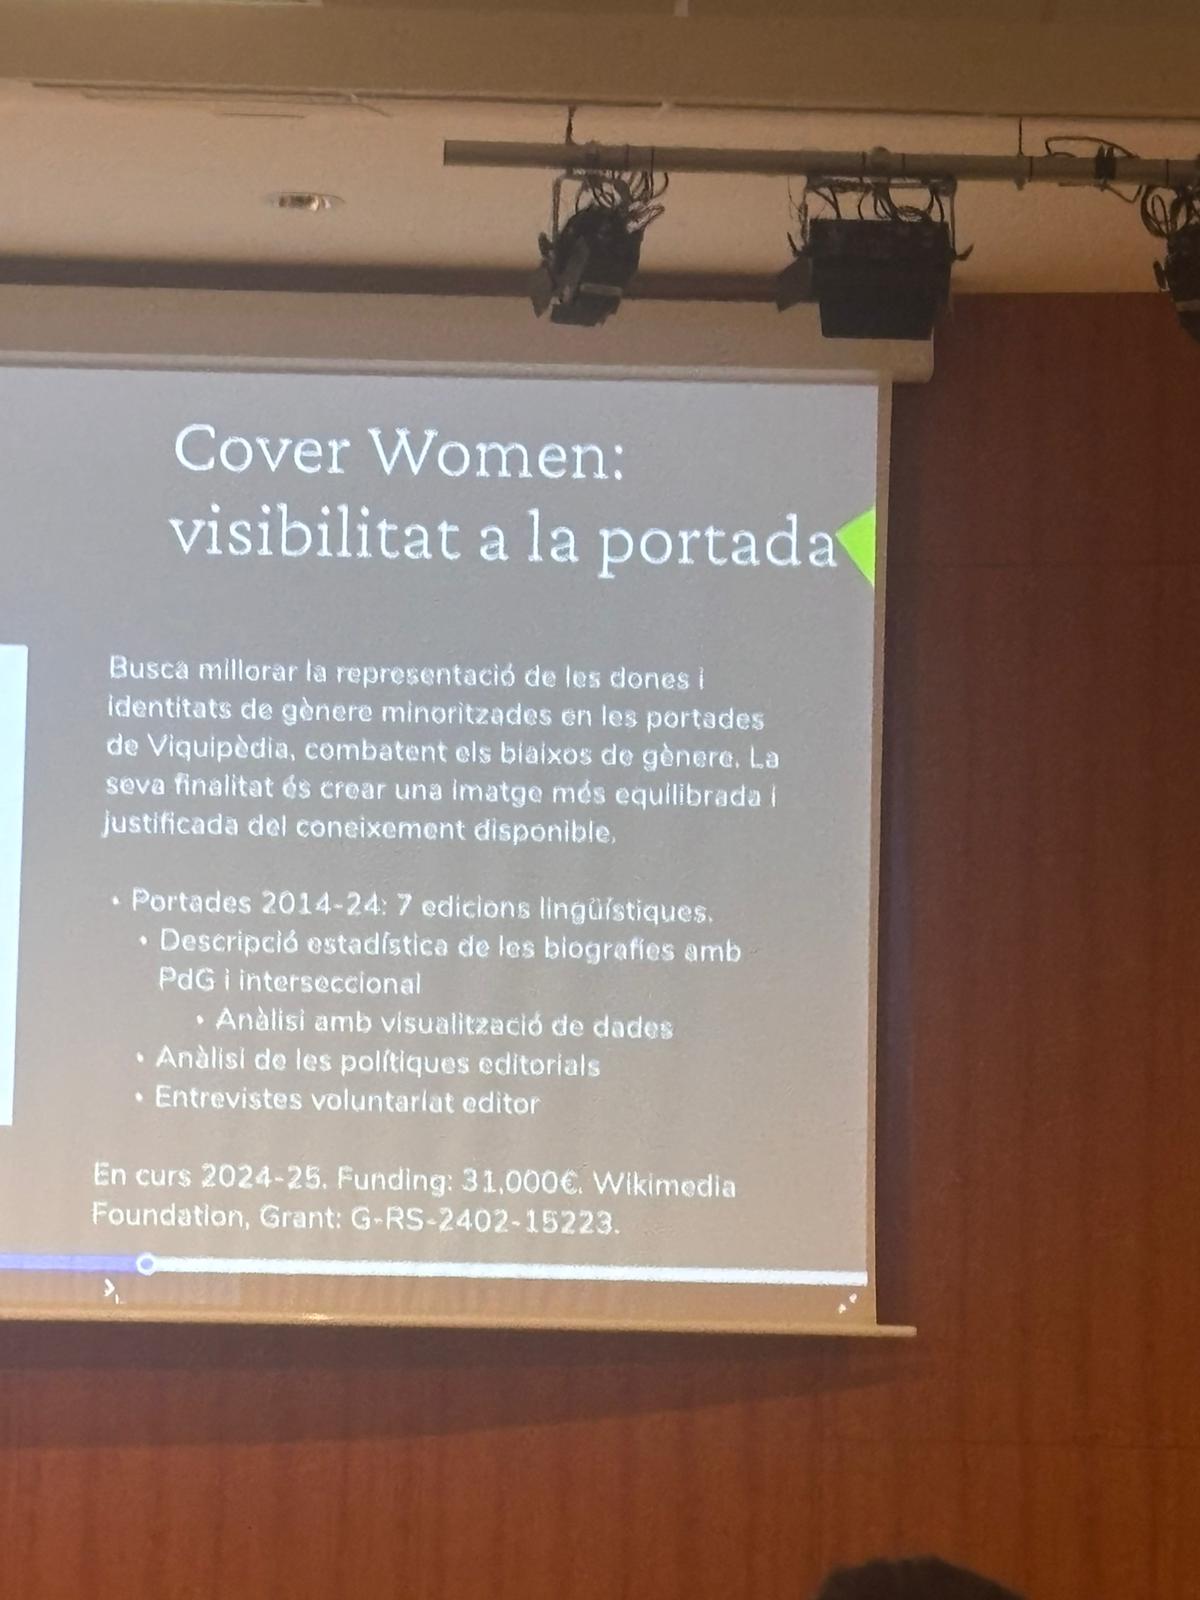 Cover Women:
visibilitat a la portada
Busca millorar la representació de les dones i
identitats de gènere minoritzades en les portades
de Viquipèdia, combatent els biaixos de gènere. La
seva finalitat és crear una imatge més equilibrada i
justificada del coneixement disponible.
• Portades 2014-24: 7 edicions lingüístiques.
• Descripció estadística de les biografies amb
PdG i interseccional
• Anàlisi amb visualització de dades
• Anàlisi de les polítiques editorials
• Entrevistes voluntariat editor
En curs 2024-25. Funding: 31.000€. Wikimedia
Foundation, Grant: G-RS-2402-15223.